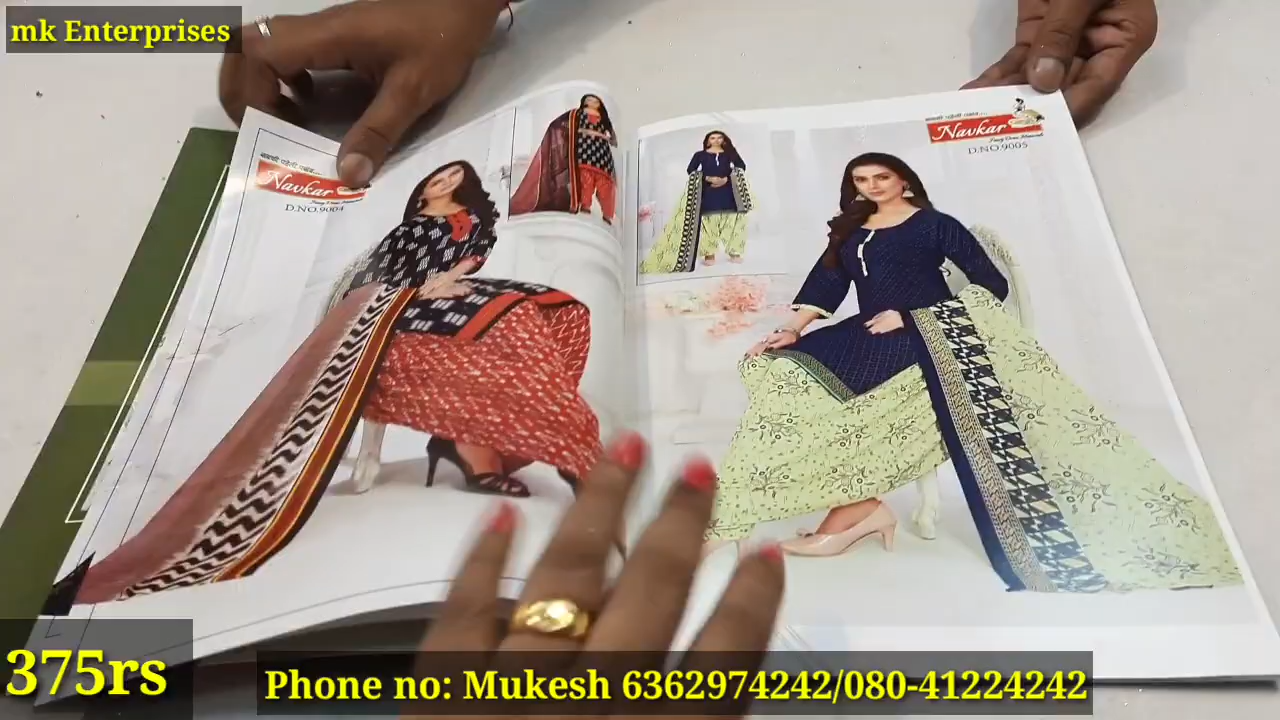 mk Enterprises
Navkar
D.NO.9004
Navkar
D.NO.9005
375rs
Phone no: Mukesh 6362974242/080-41224242